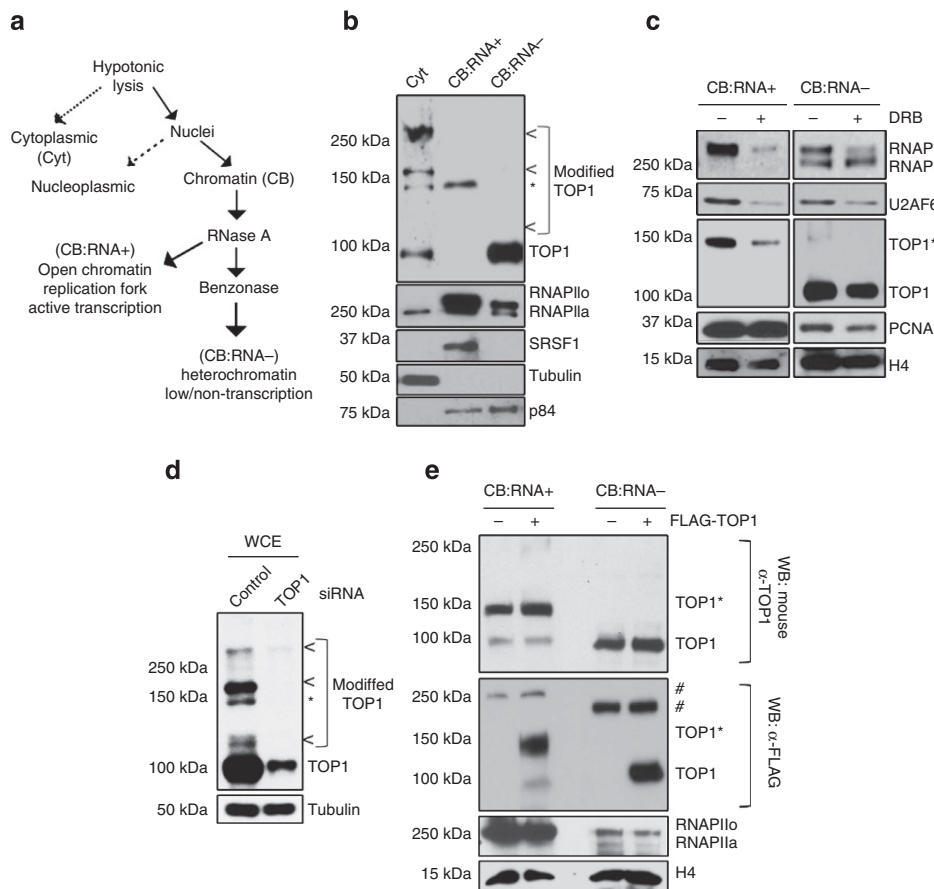 a
Hypotonic
lysis
Cytoplasmic
(Cyt)
Nuclei
Nucleoplasmic
Chromatin (CB)
RNase A
(CB:RNA+)
Open chromatin
replication fork
active transcription
Benzonase
(CB:RNA–)
heterochromatin
low/non-transcription
b
Cyt
CB:RNA+
CB:RNA–
250 kDa
150 kDa
100 kDa
<
<
*
<
Modified
TOP1
TOP1
250 kDa
RNAPIIo
RNAPIIa
37 kDa
SRSF1
50 kDa
Tubulin
75 kDa
p84
c
CB:RNA+ CB:RNA–
– + – + DRB
250 kDa
RNAP
RNAP
75 kDa
U2AF6
150 kDa
TOP1*
100 kDa
TOP1
37 kDa
PCNA
15 kDa
H4
d
WCE
Control
TOP1
siRNA
250 kDa
150 kDa
100 kDa
<
<
*
<
Modiffed
TOP1
TOP1
50 kDa
Tubulin
e
CB:RNA+ CB:RNA–
– + – + FLAG-TOP1
250 kDa
150 kDa
TOP1*
100 kDa
TOP1
WB: mouse
α-TOP1
250 kDa
#
#
150 kDa
TOP1*
100 kDa
TOP1
WB: α-FLAG
250 kDa
RNAPIIo
RNAPIIa
15 kDa
H4